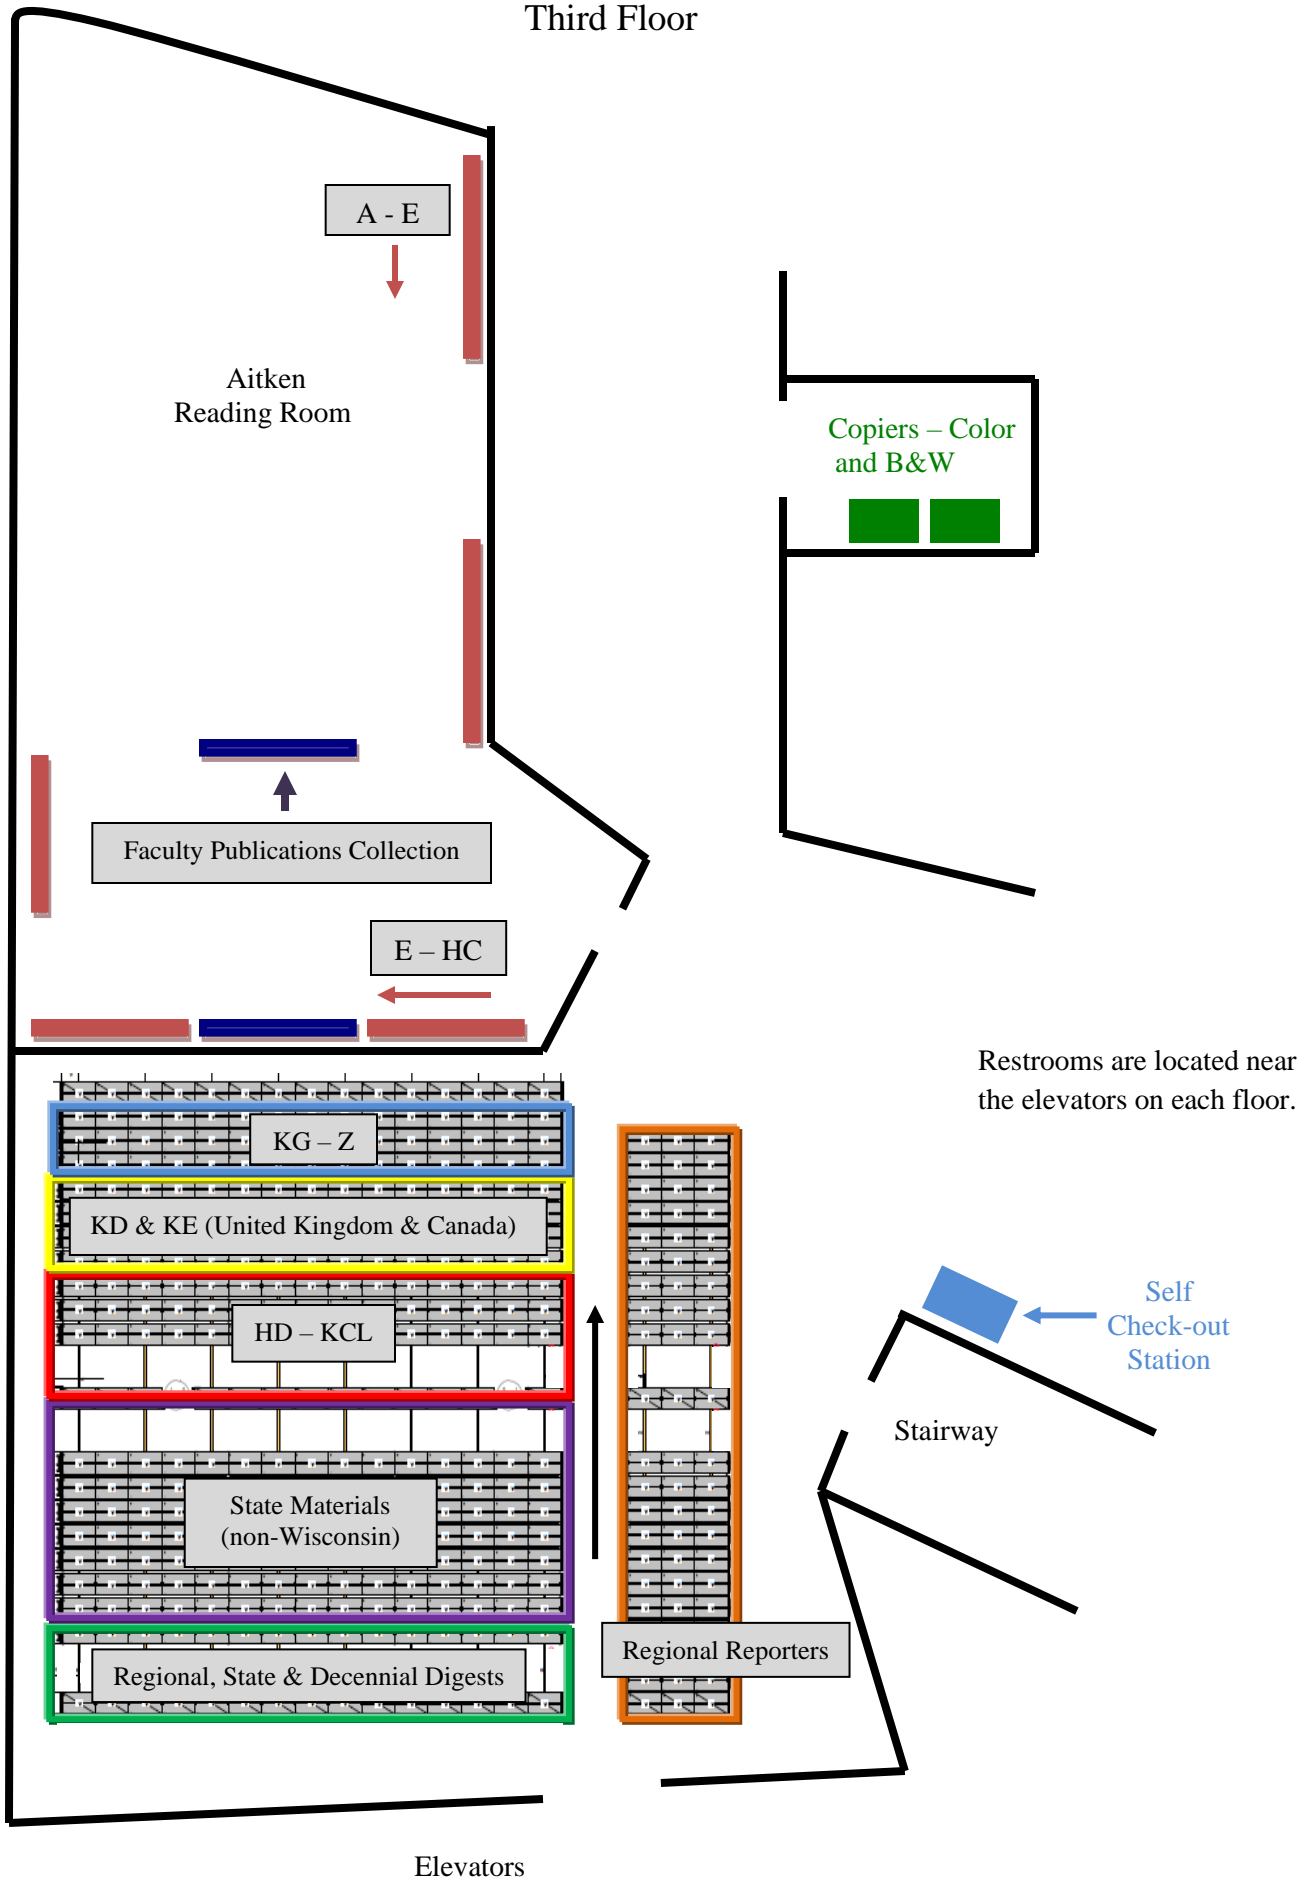 Third Floor
A - E
Aitken
Reading Room
Copiers – Color
and B&W
Faculty Publications Collection
E – HC
Restrooms are located near
the elevators on each floor.
KG – Z
KD & KE (United Kingdom & Canada)
HD – KCL
Self
Check-out
Station
Stairway
State Materials
(non-Wisconsin)
Regional Reporters
Regional, State & Decennial Digests
Elevators